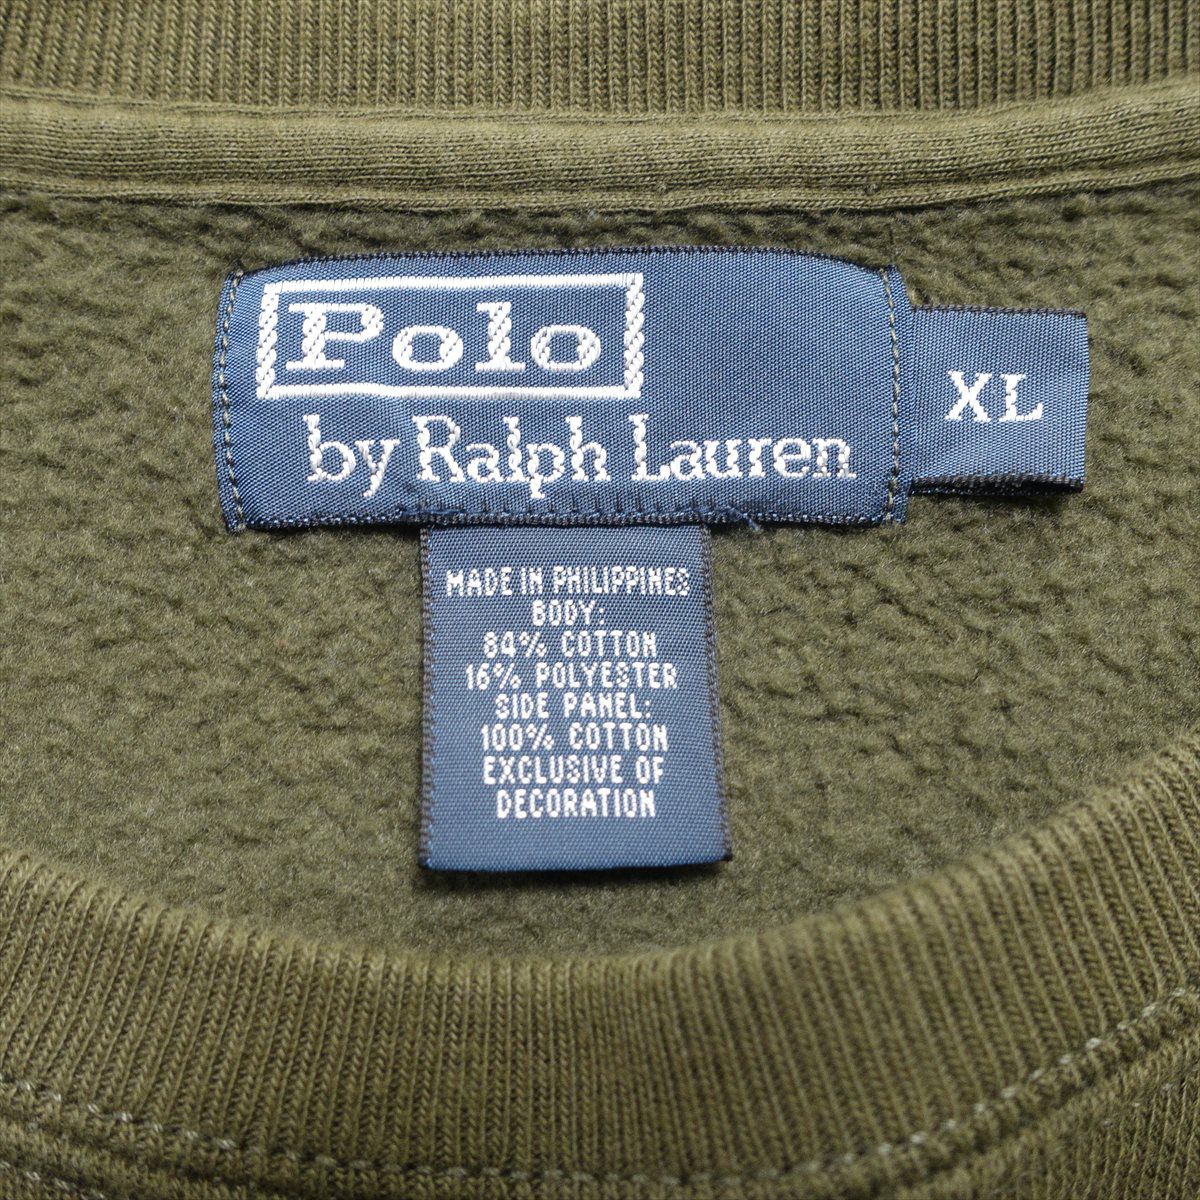 Polo
by Ralph Lauren
XL
MADE IN PHILIPPINES
BODY:
84% COTTON
16% POLYESTER
SIDE PANEL:
100% COTTON
EXCLUSIVE OF
DECORATION